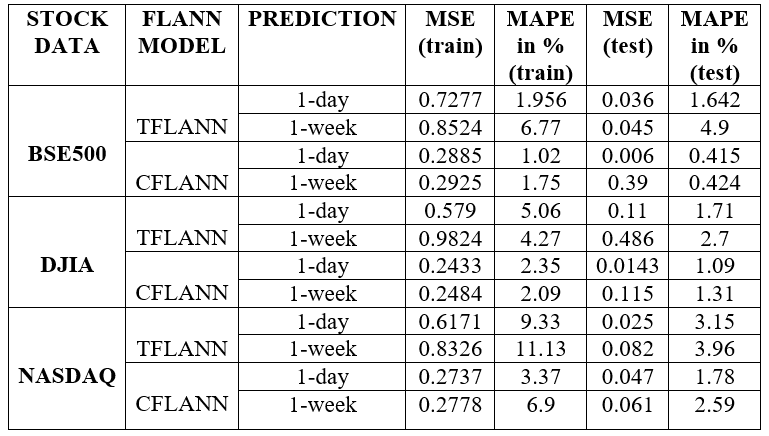 STOCK DATA FLANN MODEL PREDICTION MSE (train) MAPE in % (train) MSE (test) MAPE in % (test)
BSE500 TFLANN 1-day 0.7277 1.956 0.036 1.642
1-week 0.8524 6.77 0.045 4.9
CFLANN 1-day 0.2885 1.02 0.006 0.415
1-week 0.2925 1.75 0.39 0.424
DJIA TFLANN 1-day 0.579 5.06 0.11 1.71
1-week 0.9824 4.27 0.486 2.7
CFLANN 1-day 0.2433 2.35 0.0143 1.09
1-week 0.2484 2.09 0.115 1.31
NASDAQ TFLANN 1-day 0.6171 9.33 0.025 3.15
1-week 0.8326 11.13 0.082 3.96
CFLANN 1-day 0.2737 3.37 0.047 1.78
1-week 0.2778 6.9 0.061 2.59